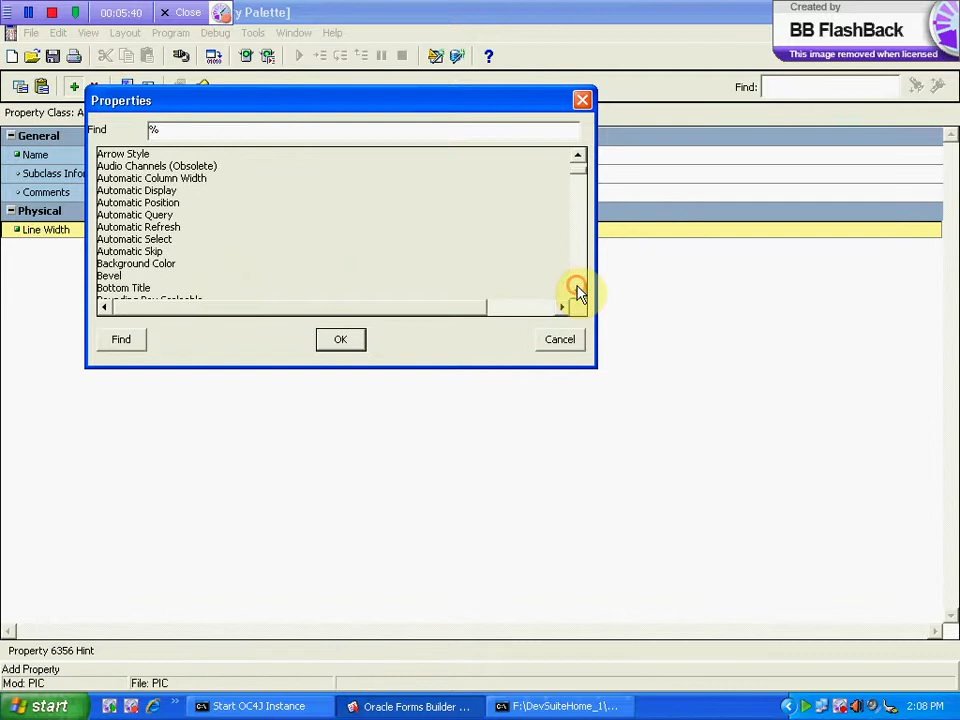 00:05:40 Close y Palette]
Created by
BB FlashBack
This image removed when licensed
File Edit View Layout Program Debug Tools Window Help
Find:
Property Class: A
General
Name
Subclass Info
Comments
Physical
Line Width
Properties
Find %
Arrow Style
Audio Channels (Obsolete)
Automatic Column Width
Automatic Display
Automatic Position
Automatic Query
Automatic Refresh
Automatic Select
Automatic Skip
Background Color
Bevel
Bottom Title
Find OK Cancel
Property 6356 Hint
Add Property
Mod: PIC File: PIC
start Start OC4J Instance Oracle Forms Builder ... F:\DevSuiteHome_1\... 2:08 PM